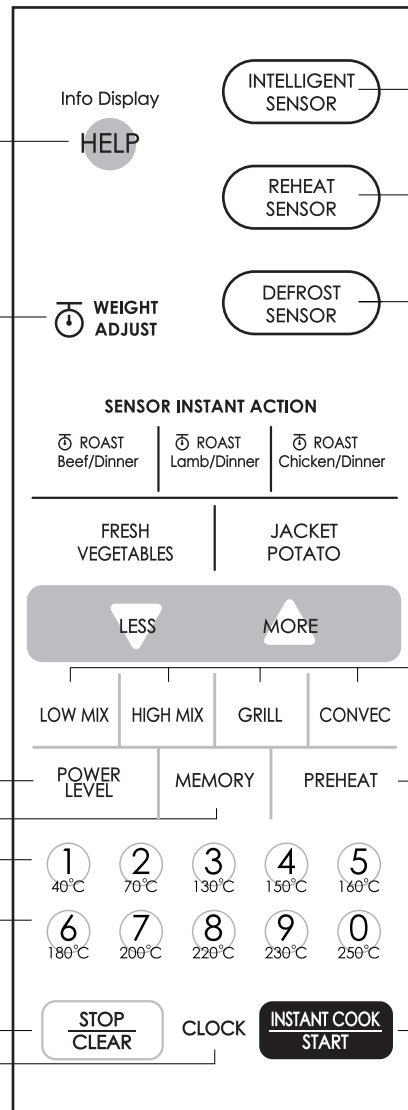 Info Display
HELP
INTELLIGENT
SENSOR
REHEAT
SENSOR
DEFROST
SENSOR
WEIGHT
ADJUST
SENSOR INSTANT ACTION
ROAST
Beef/Dinner
ROAST
Lamb/Dinner
ROAST
Chicken/Dinner
FRESH
VEGETABLES
JACKET
POTATO
LESS
MORE
LOW MIX
HIGH MIX
GRILL
CONVEC
POWER
LEVEL
MEMORY
PREHEAT
1 2 3 4 5
40°C 70°C 130°C 150°C 160°C
6 7 8 9 0
180°C 200°C 220°C 230°C 250°C
STOP
CLEAR
CLOCK
INSTANT COOK
START